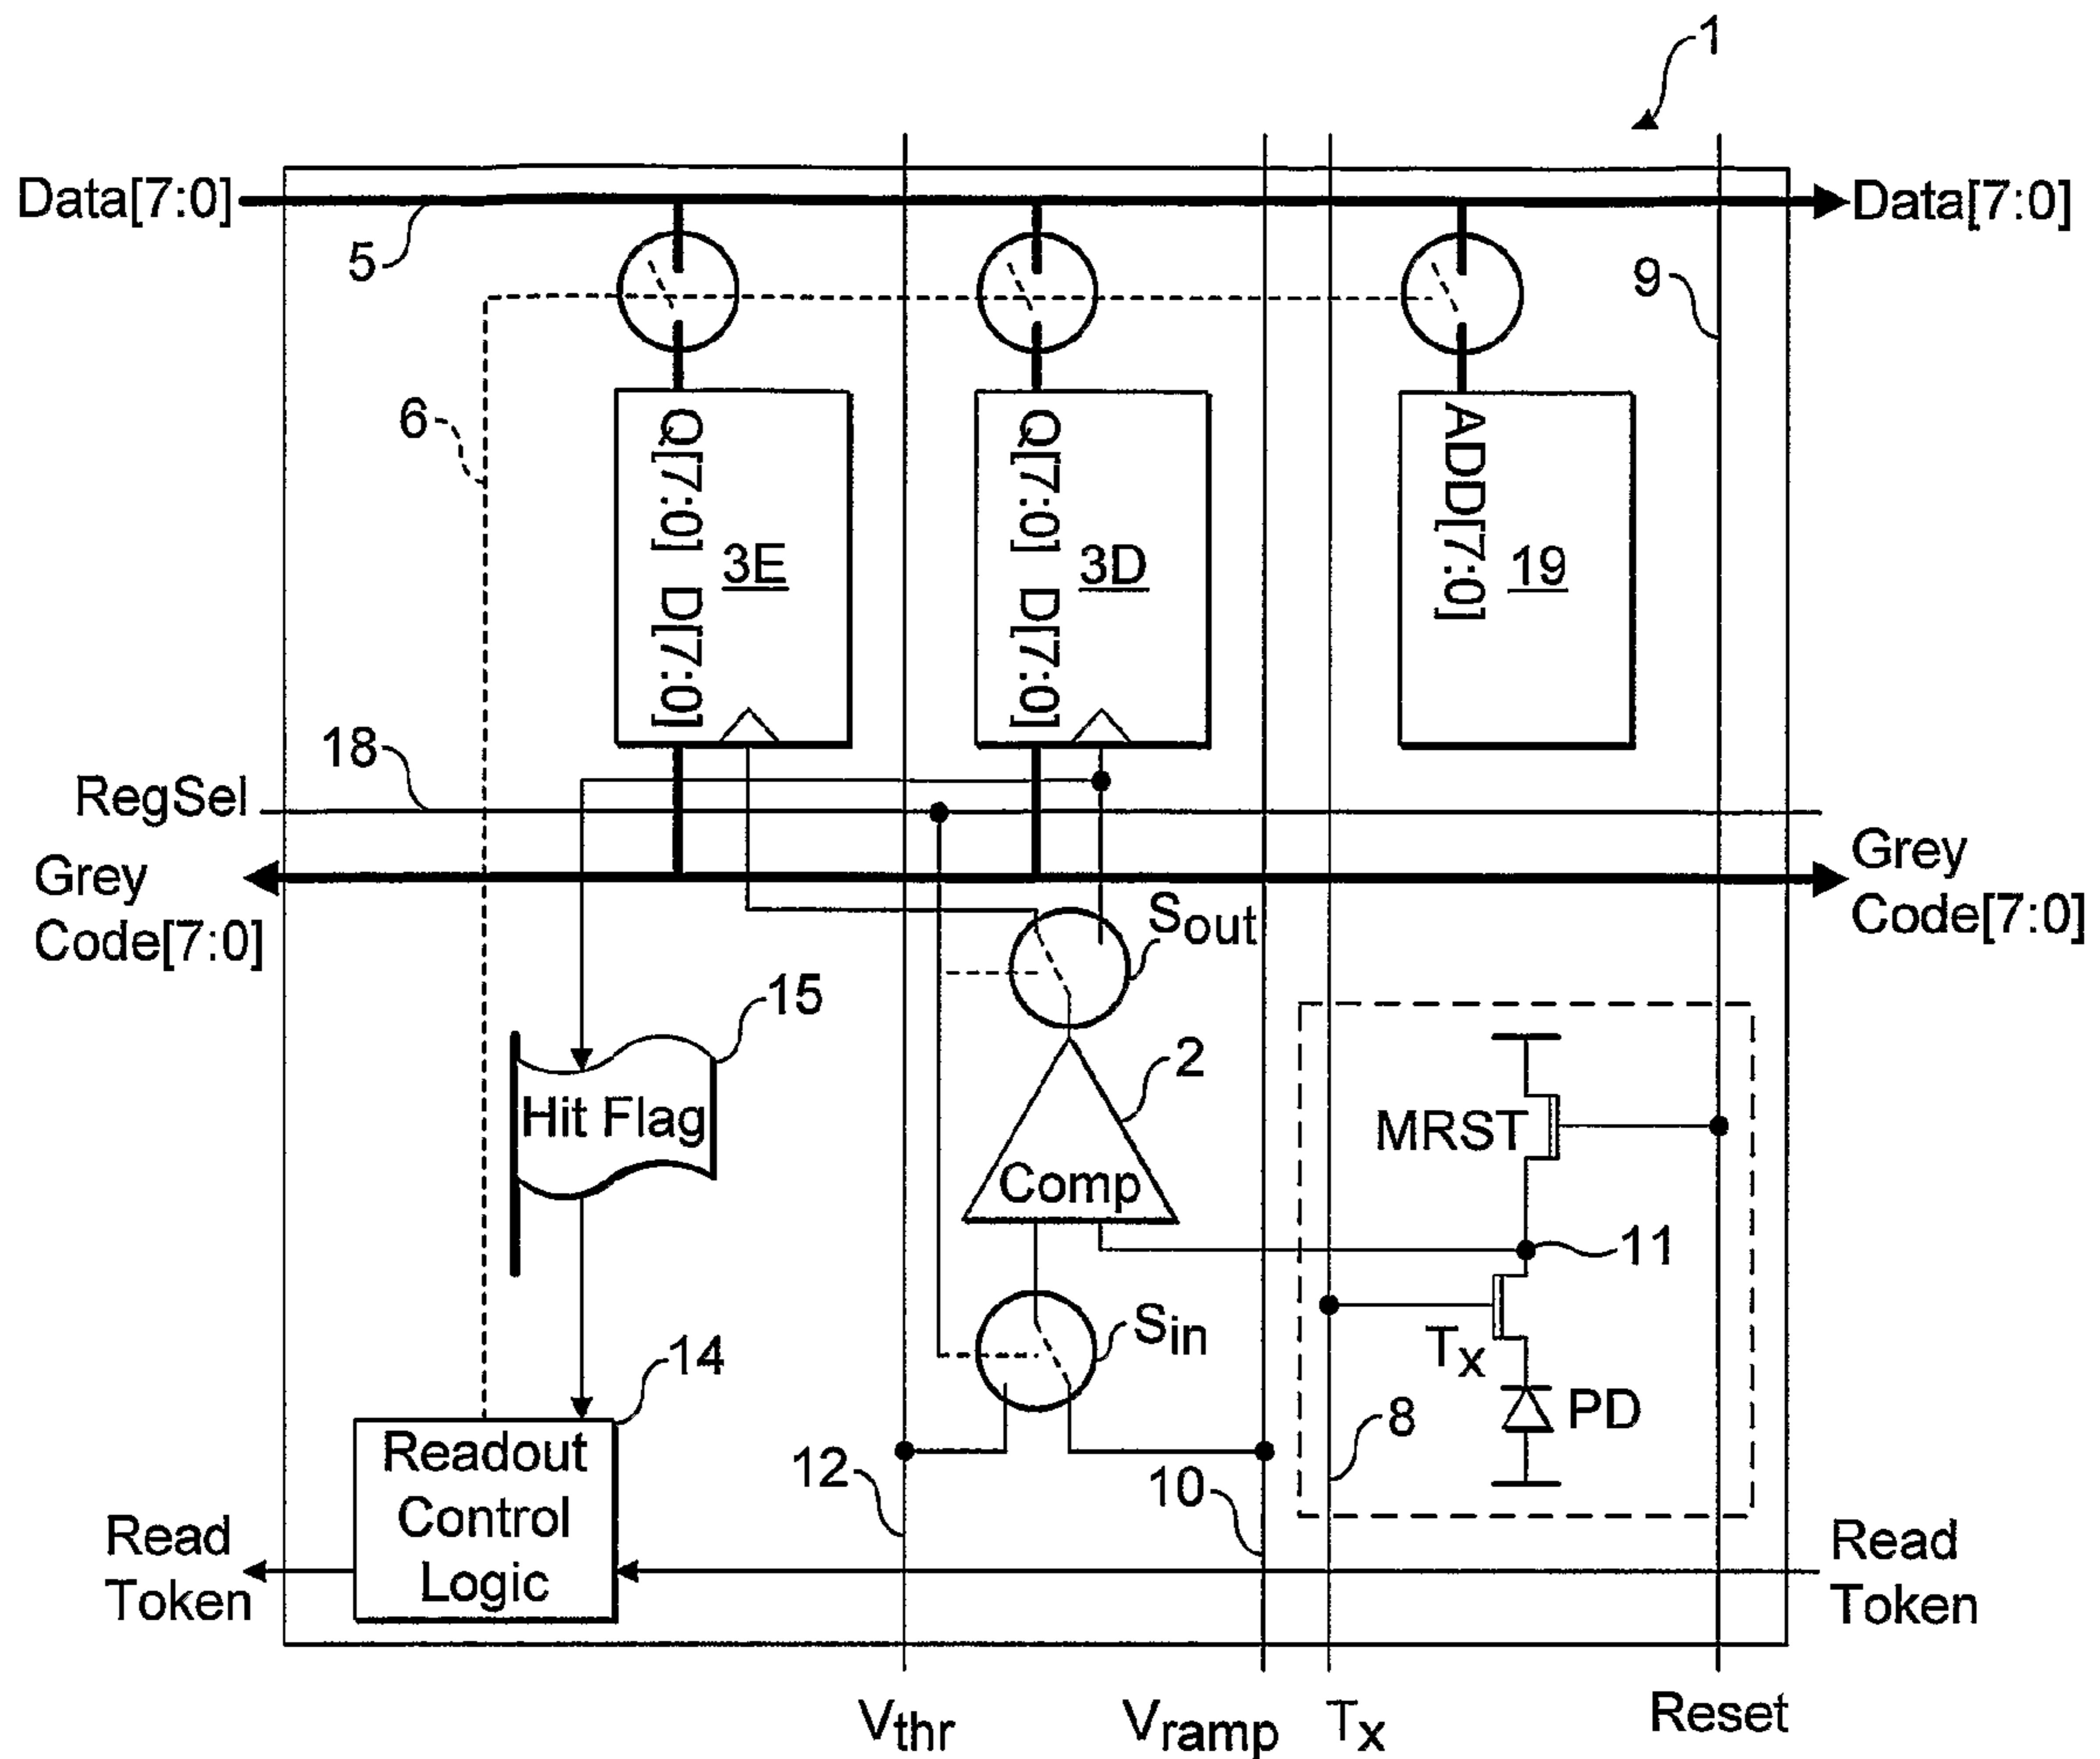 1
Data[7:0]
Data[7:0]
5
9
6
Q[7:0] D[7:0]
3E
Q[7:0] D[7:0]
3D
ADD[7:0]
19
18
RegSel
Grey
Code[7:0]
Grey
Code[7:0]
Sout
15
Hit Flag
2
Comp
MRST
11
Sin
Tx
PD
14
Readout
Control
Logic
12
10
8
Read
Token
Read
Token
Vthr
Vramp
Tx
Reset